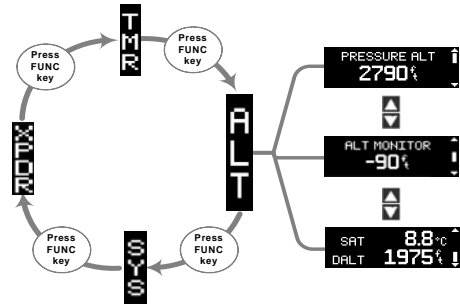 TMR
Press
FUNC
key
Press
FUNC
key
ALT
XPDR
Press
FUNC
key
Press
FUNC
key
SYS
PRESSURE ALT
2790ft
ALT MONITOR
-90ft
SAT 8.8°C
DALT 1975ft